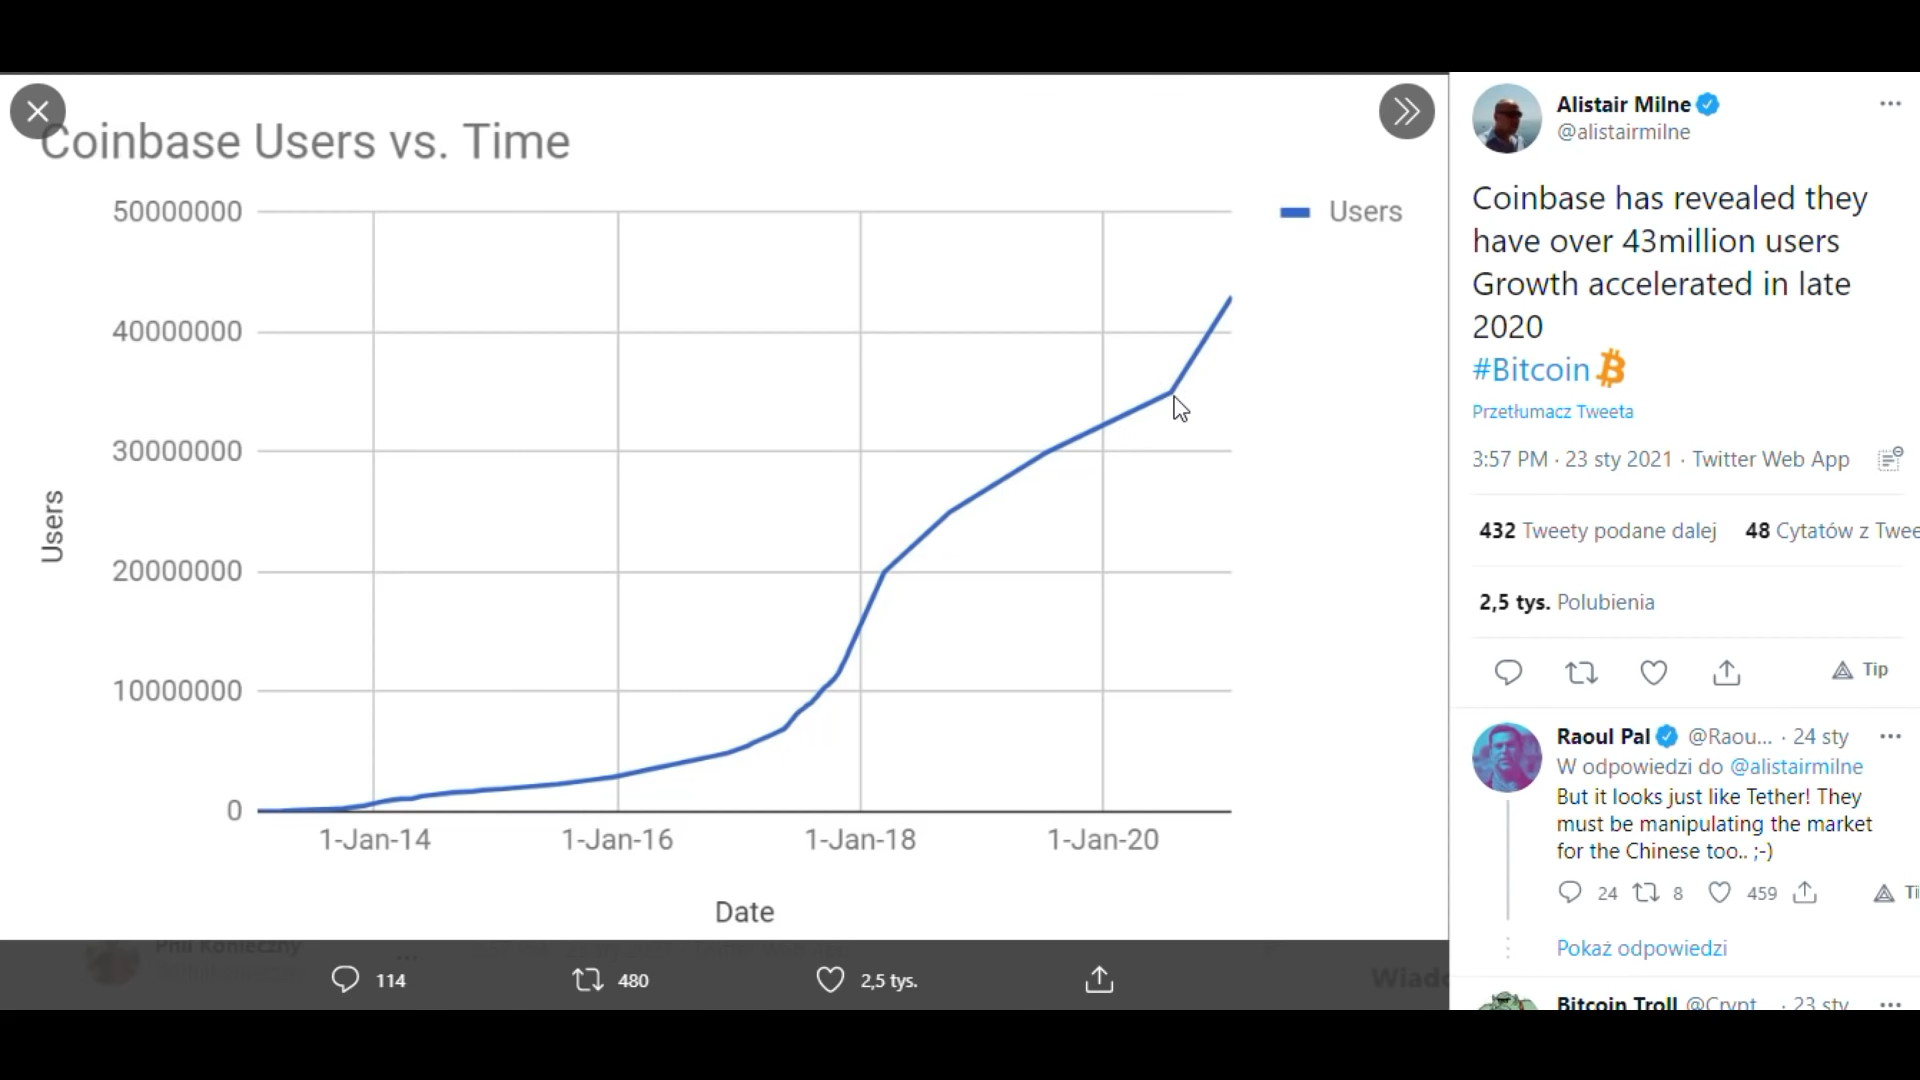 Coinbase Users vs. Time
50000000
40000000
30000000
20000000
10000000
0
Users
Users
1-Jan-14
1-Jan-16
1-Jan-18
1-Jan-20
Date
Phil Konieczny
114
480
2,5 tys.
Alistair Milne
@alistairmilne
Coinbase has revealed they
have over 43million users
Growth accelerated in late
2020
#Bitcoin
Przetłumacz Tweeta
3:57 PM · 23 sty 2021 · Twitter Web App
432 Tweety podane dalej 48 Cytatów z Twee
2,5 tys. Polubienia
Tip
Raoul Pal @Raou... · 24 sty
W odpowiedzi do @alistairmilne
But it looks just like Tether! They
must be manipulating the market
for the Chinese too.. ;-)
24 8 459 Ti
Pokaż odpowiedzi
Bitcoin Troll @Crypt... · 23 sty